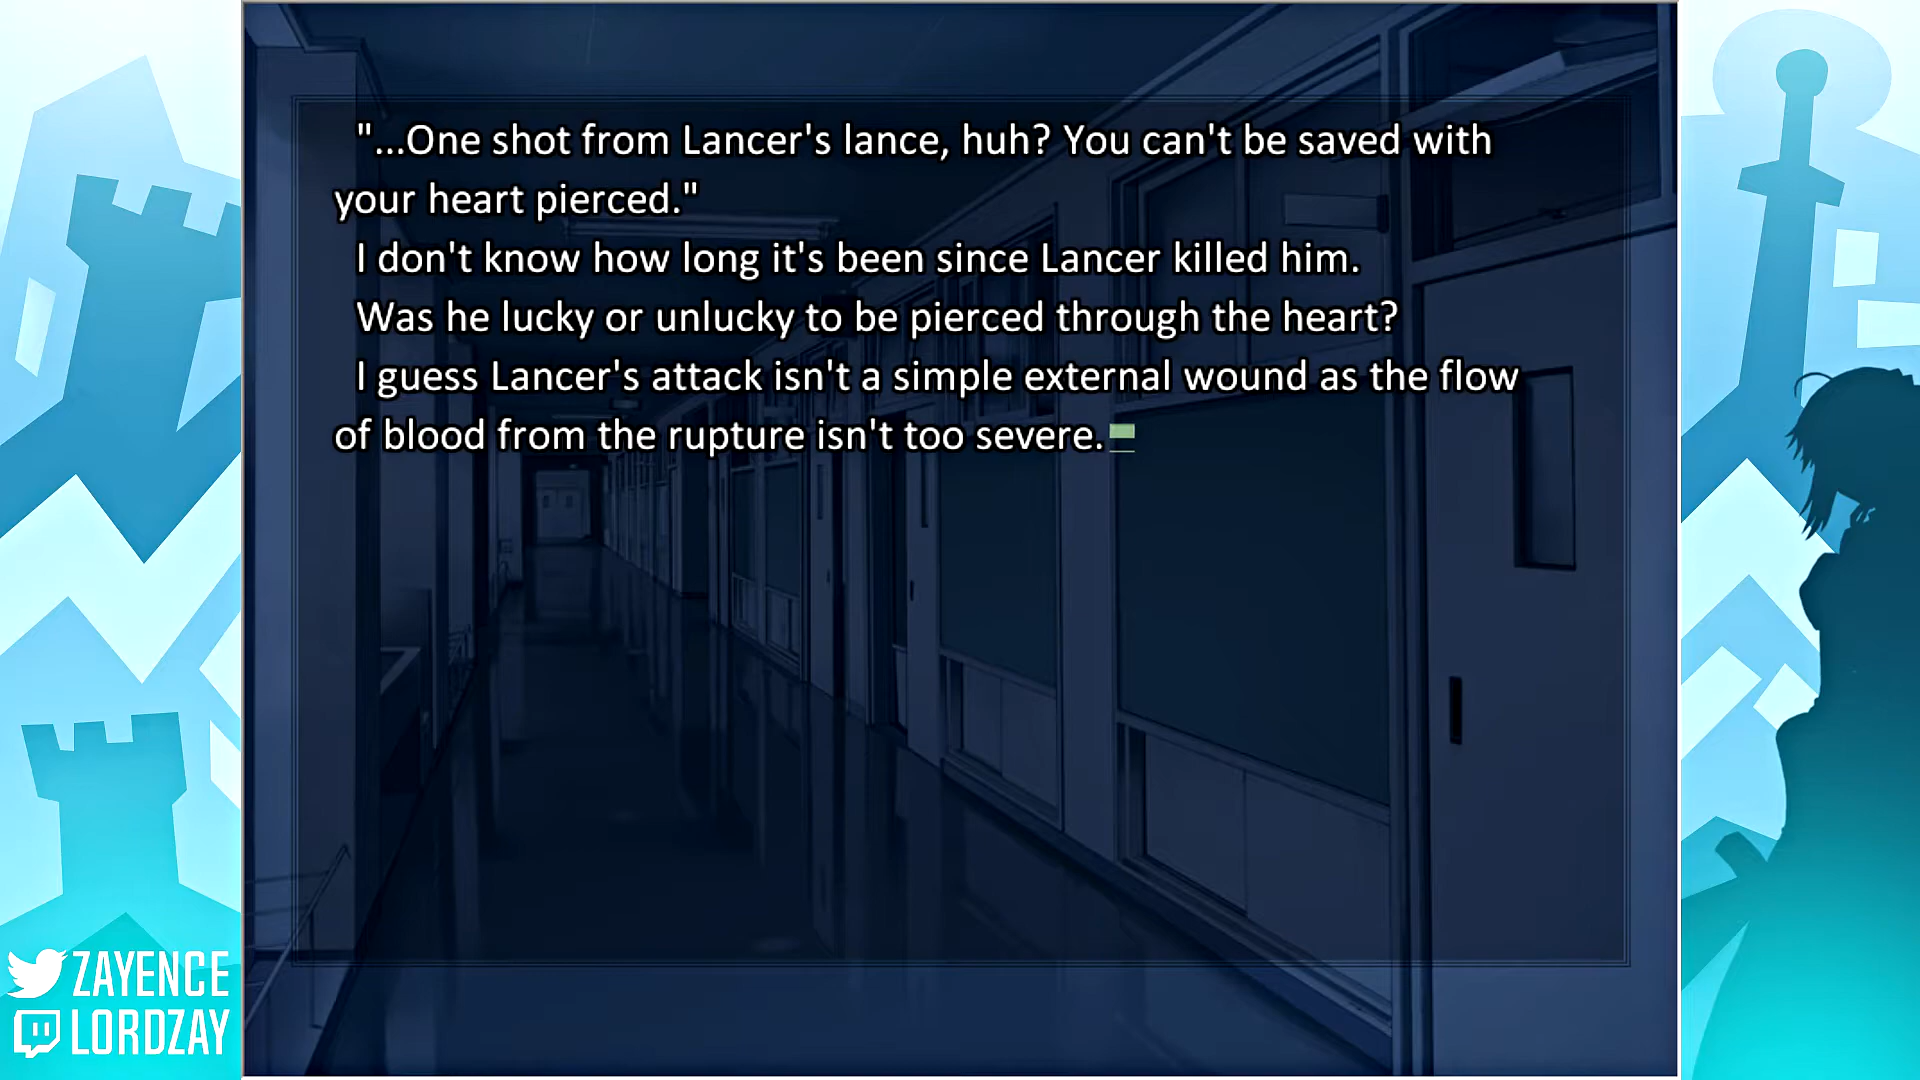 "...One shot from Lancer's lance, huh? You can't be saved with
your heart pierced."
I don't know how long it's been since Lancer killed him.
Was he lucky or unlucky to be pierced through the heart?
I guess Lancer's attack isn't a simple external wound as the flow
of blood from the rupture isn't too severe.
ZAYENCE
LORDZAY